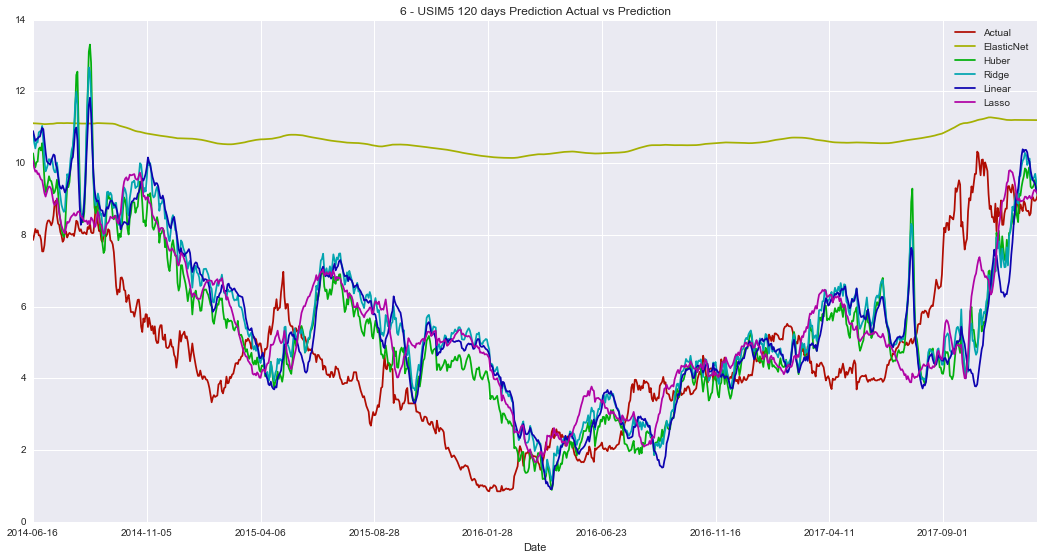 6 - USIM5 120 days Prediction Actual vs Prediction
14
12
10
8
6
4
2
0
Actual
ElasticNet
Huber
Ridge
Linear
Lasso
2014-06-16 2014-11-05 2015-04-06 2015-08-28 2016-01-28 2016-06-23 2016-11-16 2017-04-11 2017-09-01
Date